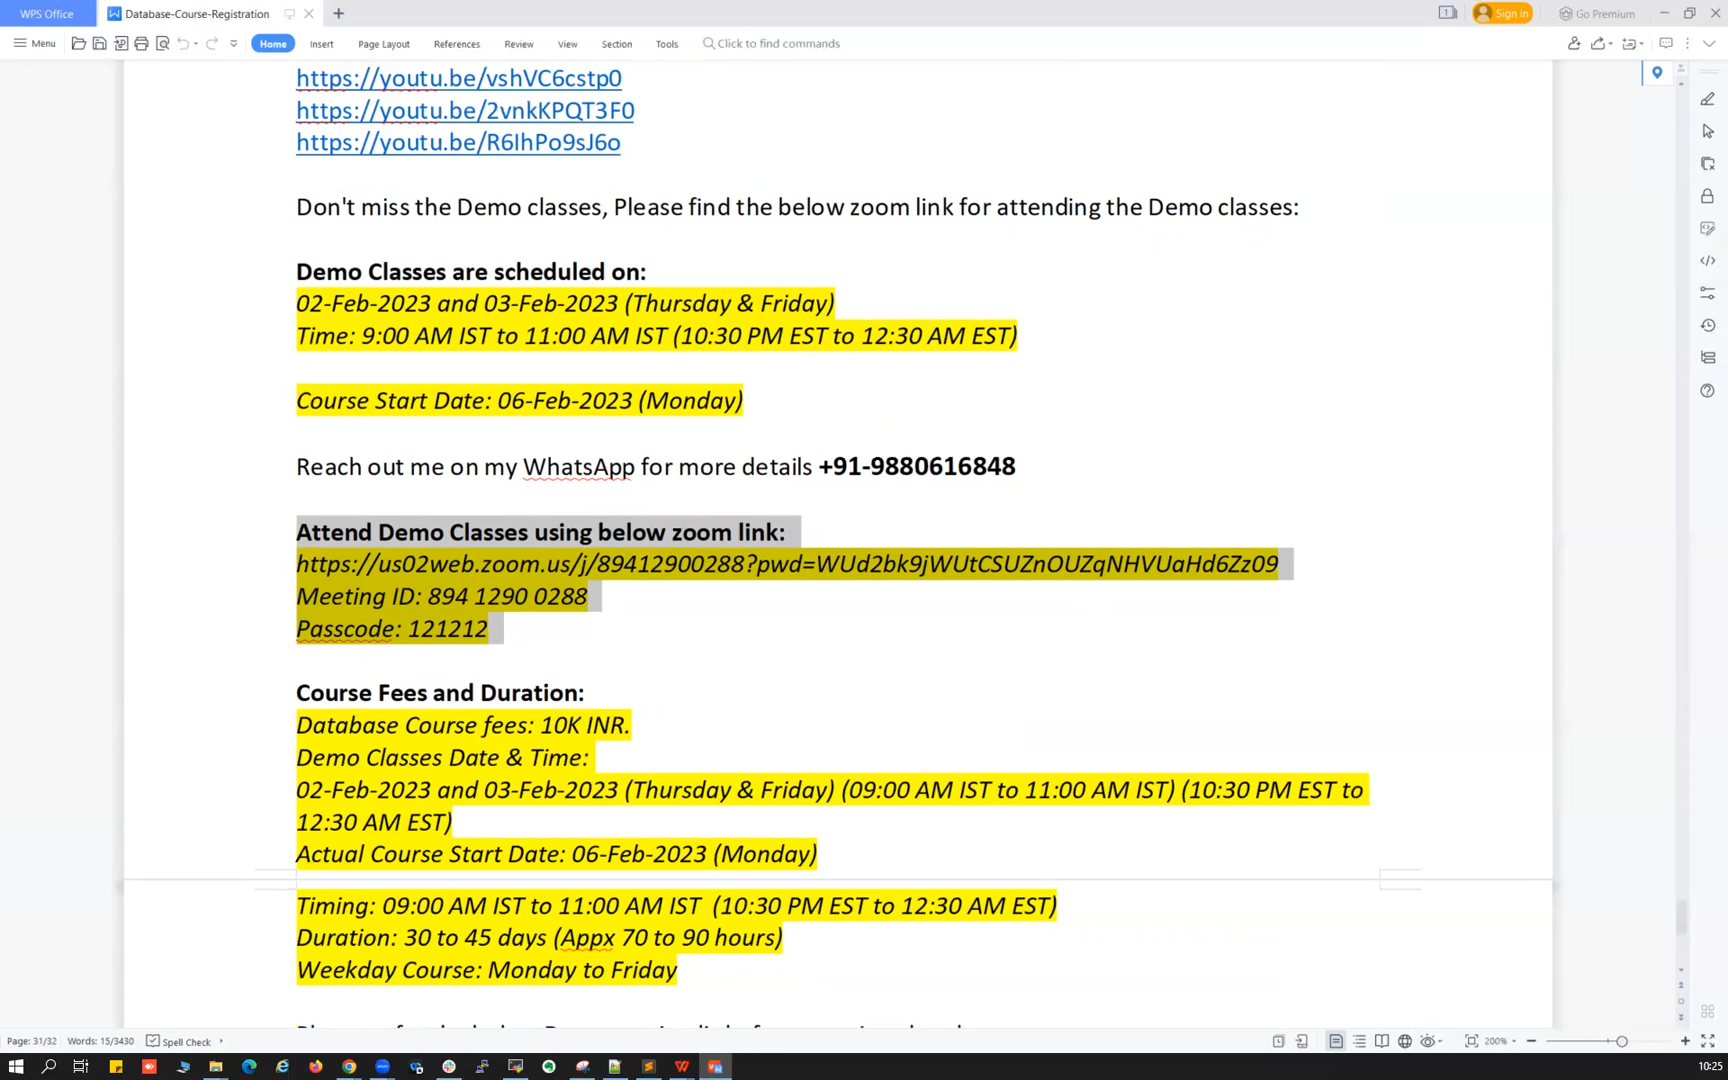 WPS Office
Database-Course-Registration
1
Sign in
Go Premium
Menu
Home
Insert
Page Layout
References
Review
View
Section
Tools
Click to find commands
https://youtu.be/vshVC6cstp0
https://youtu.be/2vnkKPQT3F0
https://youtu.be/R6IhPo9sJ6o
Don't miss the Demo classes, Please find the below zoom link for attending the Demo classes:
Demo Classes are scheduled on:
02-Feb-2023 and 03-Feb-2023 (Thursday & Friday)
Time: 9:00 AM IST to 11:00 AM IST (10:30 PM EST to 12:30 AM EST)
Course Start Date: 06-Feb-2023 (Monday)
Reach out me on my WhatsApp for more details +91-9880616848
Attend Demo Classes using below zoom link:
https://us02web.zoom.us/j/89412900288?pwd=WUd2bk9jWUtCSUZnOUZqNHVUaHd6Zz09
Meeting ID: 894 1290 0288
Passcode: 121212
Course Fees and Duration:
Database Course fees: 10K INR.
Demo Classes Date & Time:
02-Feb-2023 and 03-Feb-2023 (Thursday & Friday) (09:00 AM IST to 11:00 AM IST) (10:30 PM EST to
12:30 AM EST)
Actual Course Start Date: 06-Feb-2023 (Monday)
Timing: 09:00 AM IST to 11:00 AM IST (10:30 PM EST to 12:30 AM EST)
Duration: 30 to 45 days (Appx 70 to 90 hours)
Weekday Course: Monday to Friday
Page: 31/32
Words: 15/3430
Spell Check
200%
10:25